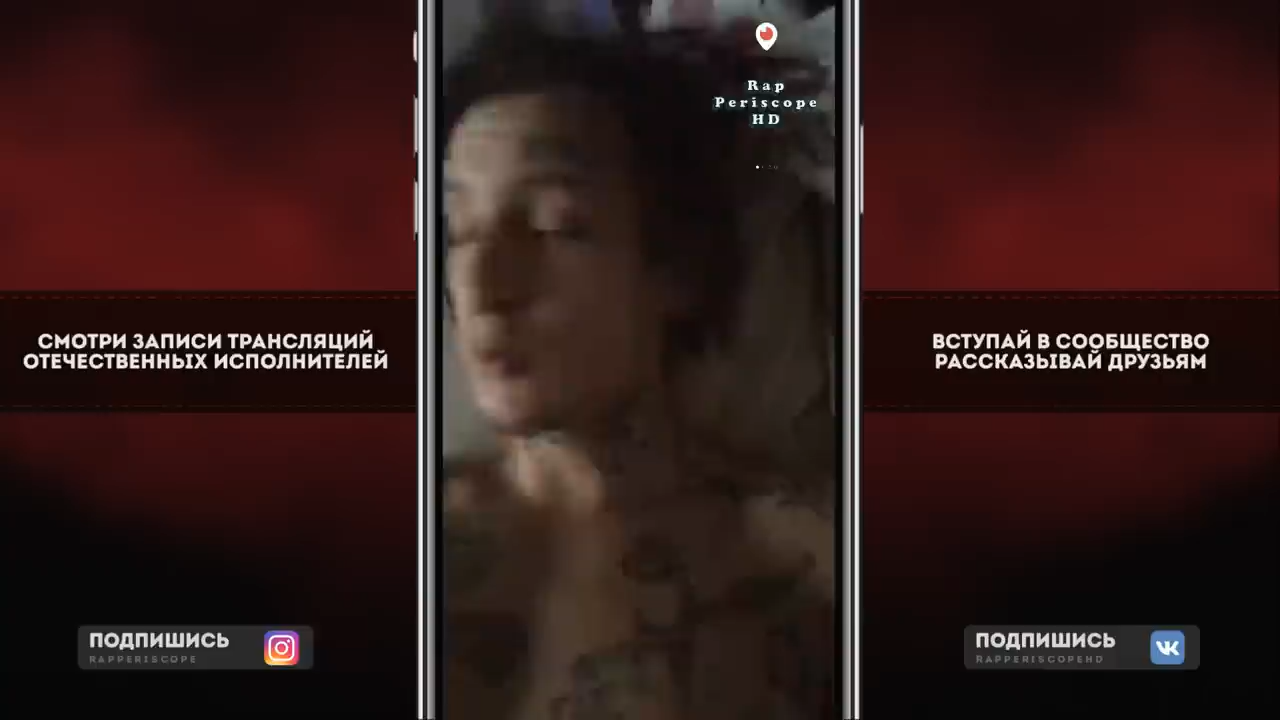 Rap
Periscope
HD
СМОТРИ ЗАПИСИ ТРАНСЛЯЦИЙ
ОТЕЧЕСТВЕННЫХ ИСПОЛНИТЕЛЕЙ
ВСТУПАЙ В СООБЩЕСТВО
РАССКАЗЫВАЙ ДРУЗЬЯМ
ПОДПИШИСЬ
RAPPERISCOPE
ПОДПИШИСЬ
RAPPERISCOPEHD